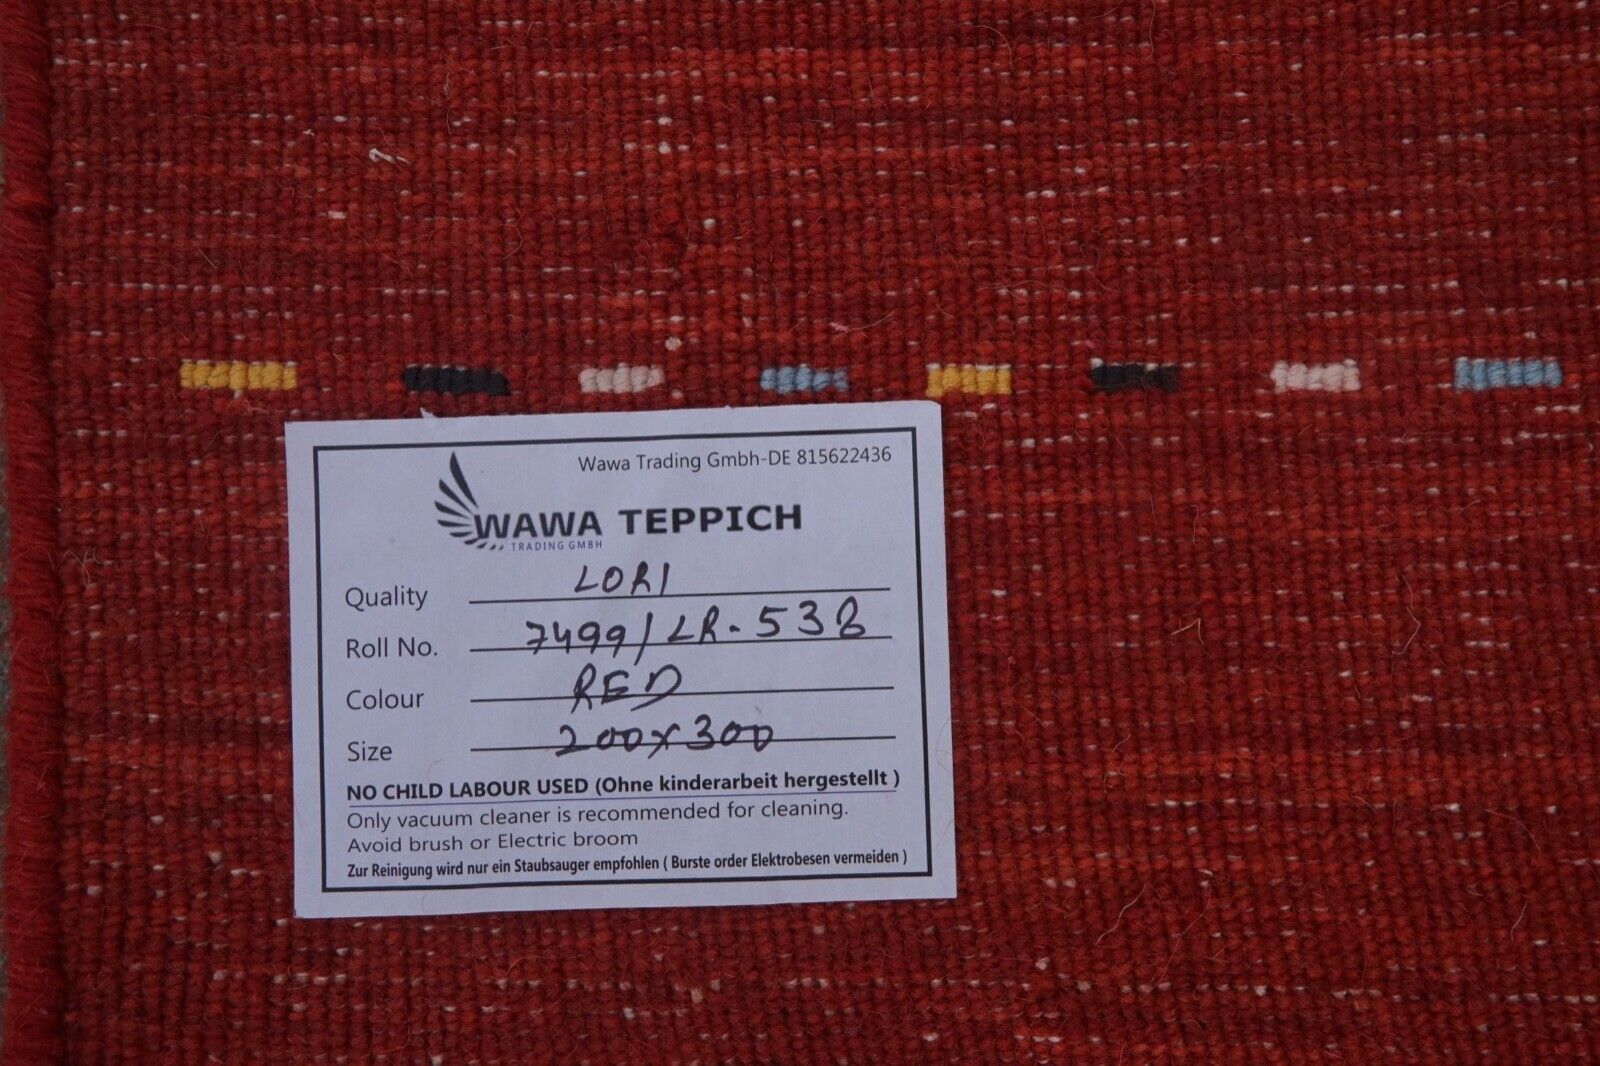 Wawa Trading Gmbh-DE 815622436
WAWA TEPPICH
TRADING GMBH
Quality LORI
Roll No. 7499/LR-538
Colour RED
Size 200x300
NO CHILD LABOUR USED (Ohne kinderarbeit hergestellt )
Only vacuum cleaner is recommended for cleaning.
Avoid brush or Electric broom
Zur Reinigung wird nur ein Staubsauger empfohlen ( Burste order Elektrobesen vermeiden )